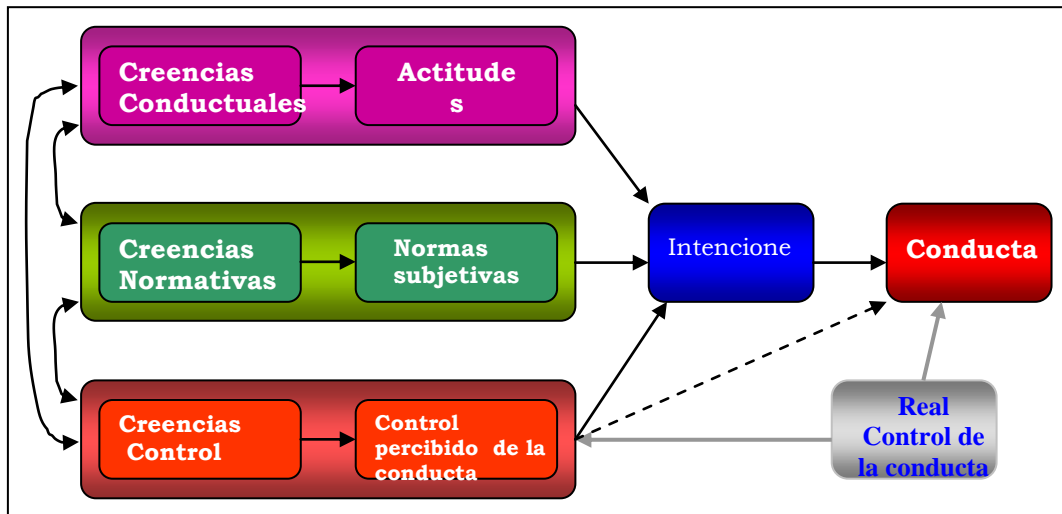 Creencias
Conductuales
Actitude
s
Creencias
Normativas
Normas
subjetivas
Intencione
Conducta
Creencias
Control
Control
percibido de la
conducta
Real
Control de
la conducta